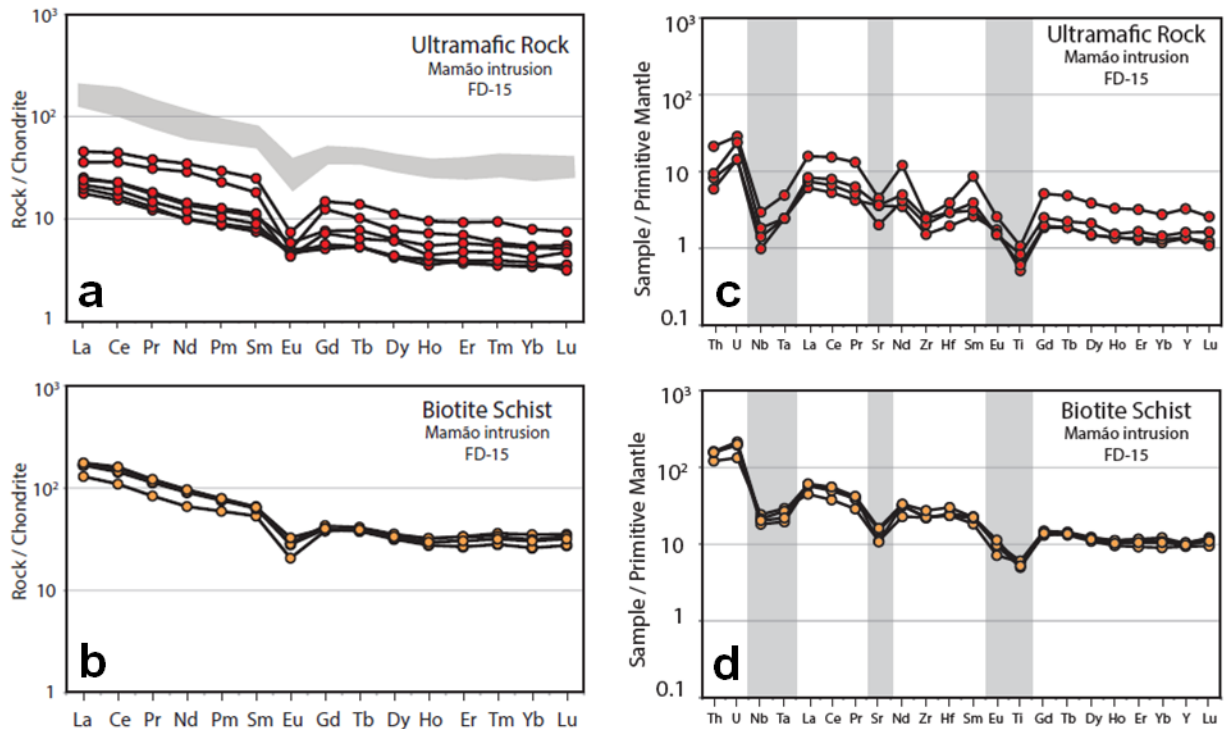 10³
10²
10
1
Rock / Chondrite
Ultramafic Rock
Mamão intrusion
FD-15
a
La Ce Pr Nd Pm Sm Eu Gd Tb Dy Ho Er Tm Yb Lu
10³
10²
10
1
0.1
Sample / Primitive Mantle
Ultramafic Rock
Mamão intrusion
FD-15
c
Th U Nb Ta La Ce Pr Sr Nd Zr Hf Sm Eu Ti Gd Tb Dy Ho Er Yb Y Lu
10³
10²
10
1
Rock / Chondrite
Biotite Schist
Mamão intrusion
FD-15
b
La Ce Pr Nd Pm Sm Eu Gd Tb Dy Ho Er Tm Yb Lu
10³
10²
10
1
0.1
Sample / Primitive Mantle
Biotite Schist
Mamão intrusion
FD-15
d
Th U Nb Ta La Ce Pr Sr Nd Zr Hf Sm Eu Ti Gd Tb Dy Ho Er Yb Y Lu